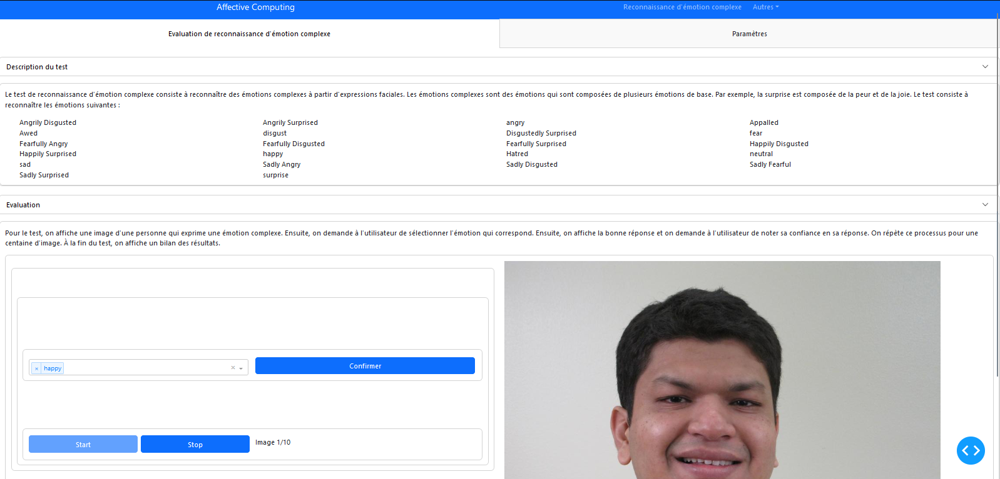 Affective Computing
Reconnaissance d'émotion complexe
Autres
Evaluation de reconnaissance d'émotion complexe
Paramètres
Description du test
Le test de reconnaissance d'émotion complexe consiste à reconnaître des émotions complexes à partir d'expressions faciales. Les émotions complexes sont des émotions qui sont composées de plusieurs émotions de base. Par exemple, la surprise est composée de la peur et de la joie. Le test consiste à
reconnaître les émotions suivantes :
Angrily Disgusted
Angrily Surprised
angry
Appalled
Awed
disgust
Disgustedly Surprised
fear
Fearfully Angry
Fearfully Disgusted
Fearfully Surprised
Happily Disgusted
Happily Surprised
happy
Hatred
neutral
sad
Sadly Angry
Sadly Disgusted
Sadly Fearful
Sadly Surprised
surprise
Evaluation
Pour le test, on affiche une image d'une personne qui exprime une émotion complexe. Ensuite, on demande à l'utilisateur de sélectionner l'émotion qui correspond. Ensuite, on affiche la bonne réponse et on demande à l'utilisateur de noter sa confiance en sa réponse. On répète ce processus pour une
centaine d'image. À la fin du test, on affiche un bilan des résultats.
× happy ×
Confirmer
Start
Stop
Image 1/10